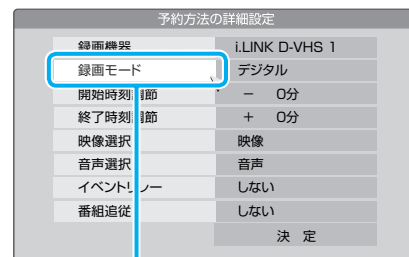 予約方法の詳細設定
録画機器 i.LINK D-VHS 1
録画モード デジタル
開始時刻調節 － 0分
終了時刻調節 ＋ 0分
映像選択 映像
音声選択 音声
イベントリレー しない
番組追従 しない
決 定